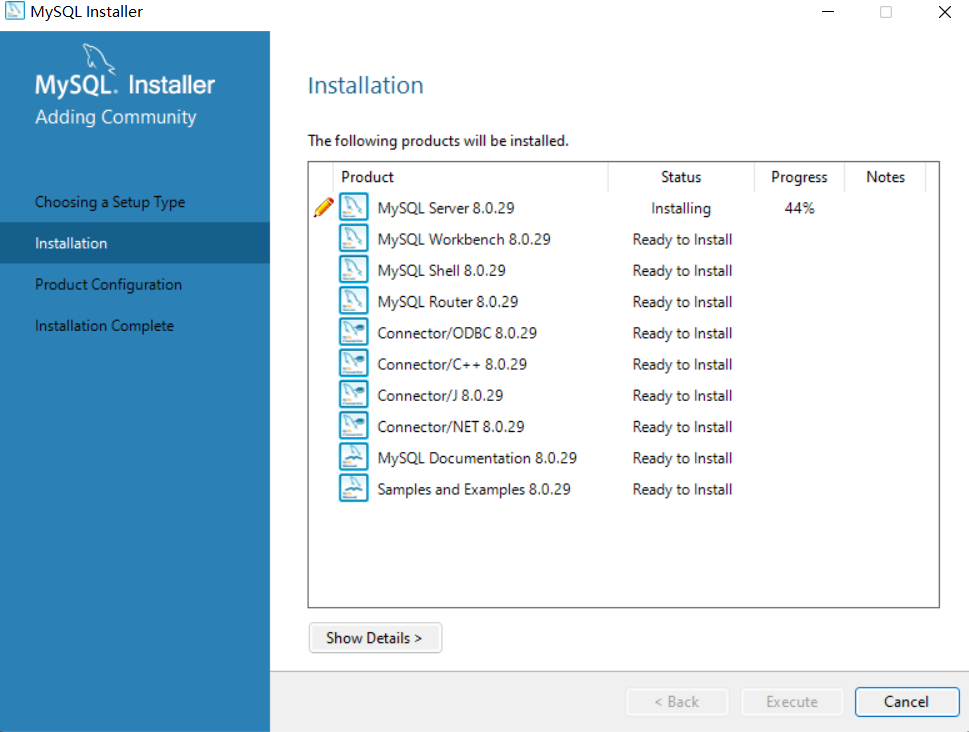 MySQL Installer
MySQL. Installer
Adding Community
Choosing a Setup Type
Installation
Product Configuration
Installation Complete
Installation
The following products will be installed.
Product Status Progress Notes
MySQL Server 8.0.29 Installing 44%
MySQL Workbench 8.0.29 Ready to Install
MySQL Shell 8.0.29 Ready to Install
MySQL Router 8.0.29 Ready to Install
Connector/ODBC 8.0.29 Ready to Install
Connector/C++ 8.0.29 Ready to Install
Connector/J 8.0.29 Ready to Install
Connector/NET 8.0.29 Ready to Install
MySQL Documentation 8.0.29 Ready to Install
Samples and Examples 8.0.29 Ready to Install
Show Details >
< Back Execute Cancel